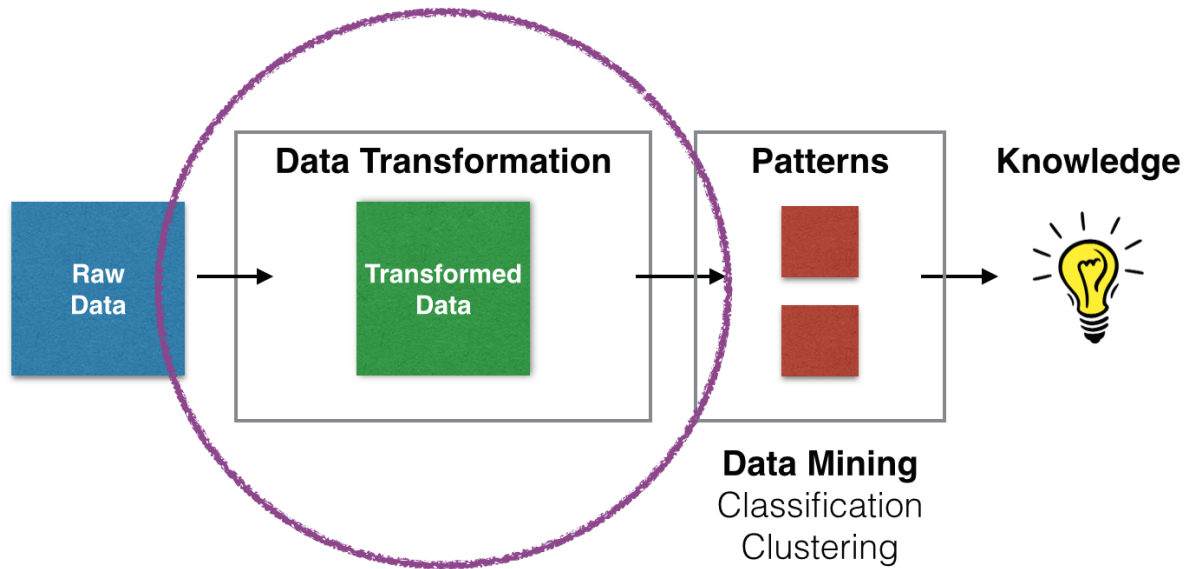 Data Transformation
Patterns
Knowledge
Raw
Data
Transformed
Data
Data Mining
Classification
Clustering